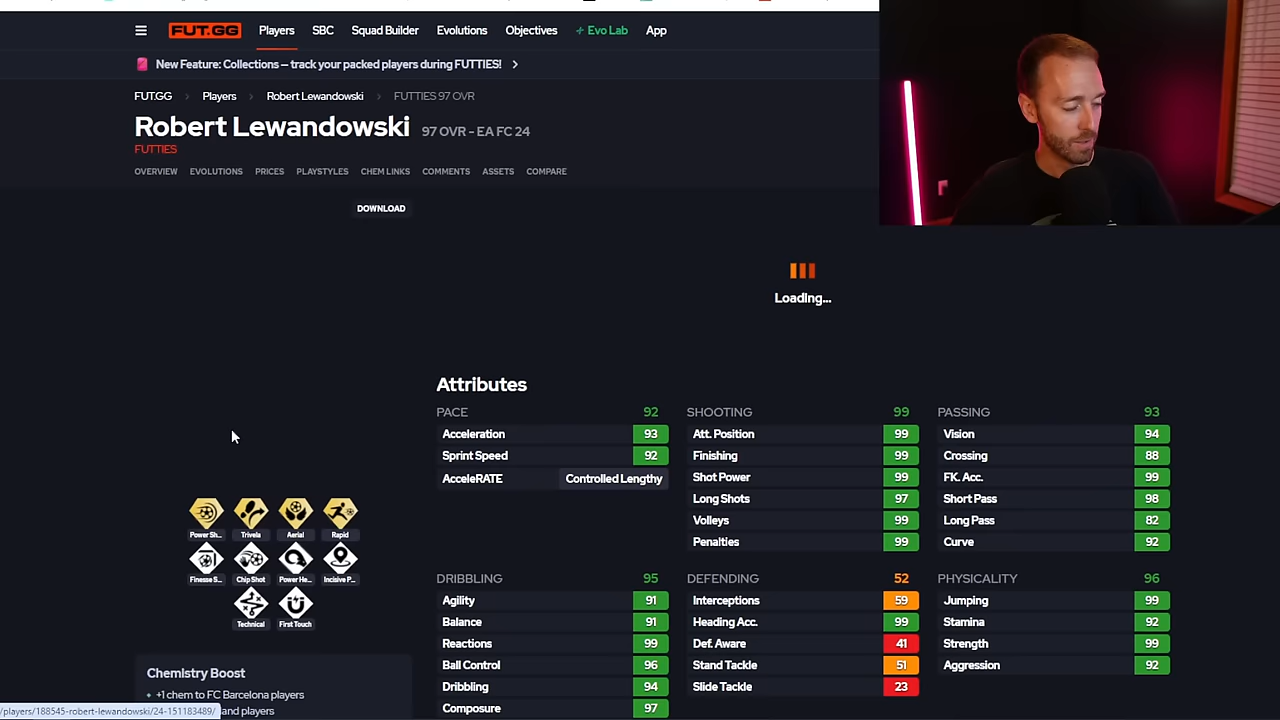 FUT.GG Players SBC Squad Builder Evolutions Objectives Evo Lab App
New Feature: Collections – track your packed players during FUTTIES!
FUT.GG Players Robert Lewandowski FUTTIES 97 OVR
Robert Lewandowski 97 OVR - EA FC 24
FUTTIES
OVERVIEW EVOLUTIONS PRICES PLAYSTYLES CHEM LINKS COMMENTS ASSETS COMPARE
DOWNLOAD
Loading...
Attributes
PACE 92
Acceleration 93
Sprint Speed 92
AcceleRATE Controlled Lengthy
SHOOTING 99
Att. Position 99
Finishing 99
Shot Power 99
Long Shots 97
Volleys 99
Penalties 99
PASSING 93
Vision 94
Crossing 88
FK. Acc. 99
Short Pass 98
Long Pass 82
Curve 92
Power Sh... Trivela Aerial Rapid
Finesse S... Chip Shot Power He... Incisive P...
Technical First Touch
DRIBBLING 95
Agility 91
Balance 91
Reactions 99
Ball Control 96
Dribbling 94
Composure 97
DEFENDING 52
Interceptions 59
Heading Acc. 99
Def. Aware 41
Stand Tackle 51
Slide Tackle 23
PHYSICALITY 96
Jumping 99
Stamina 92
Strength 99
Aggression 92
Chemistry Boost
+1 chem to FC Barcelona players
and players
/players/188545-robert-lewandowski/24-151183489/